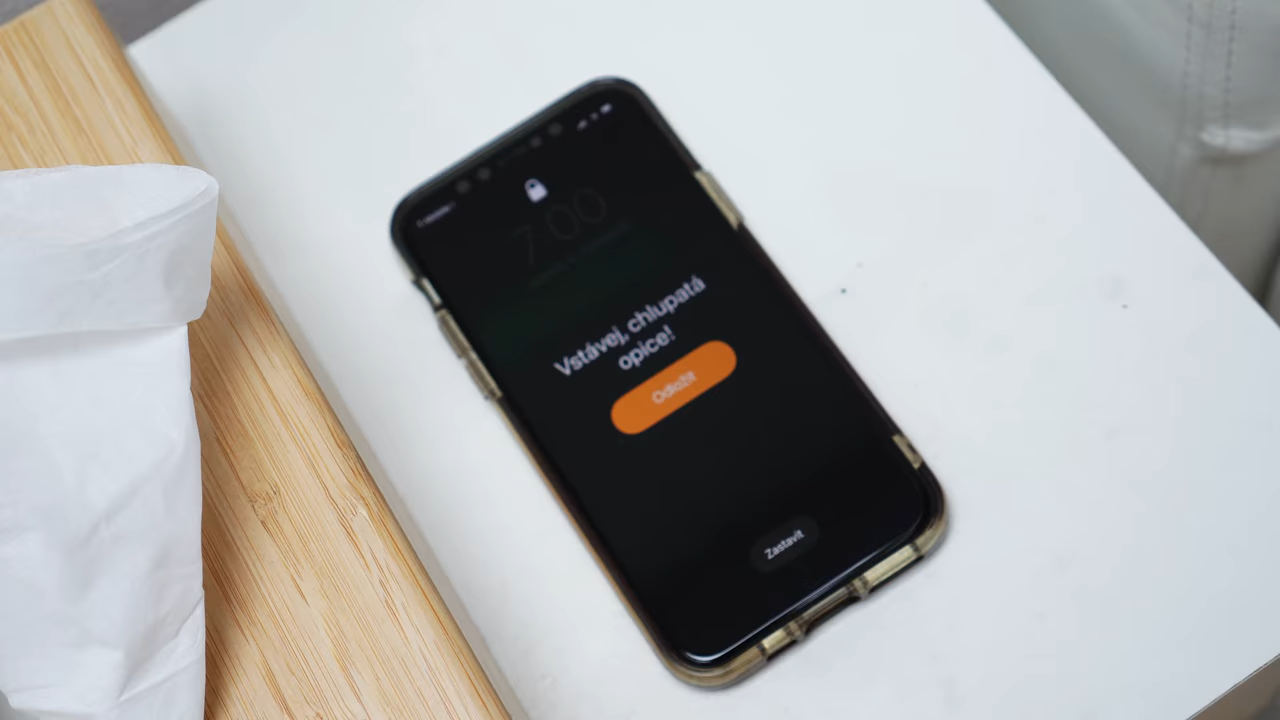 7:00
Vstávej, chlupatá
opice!
Odložit
Zastavit